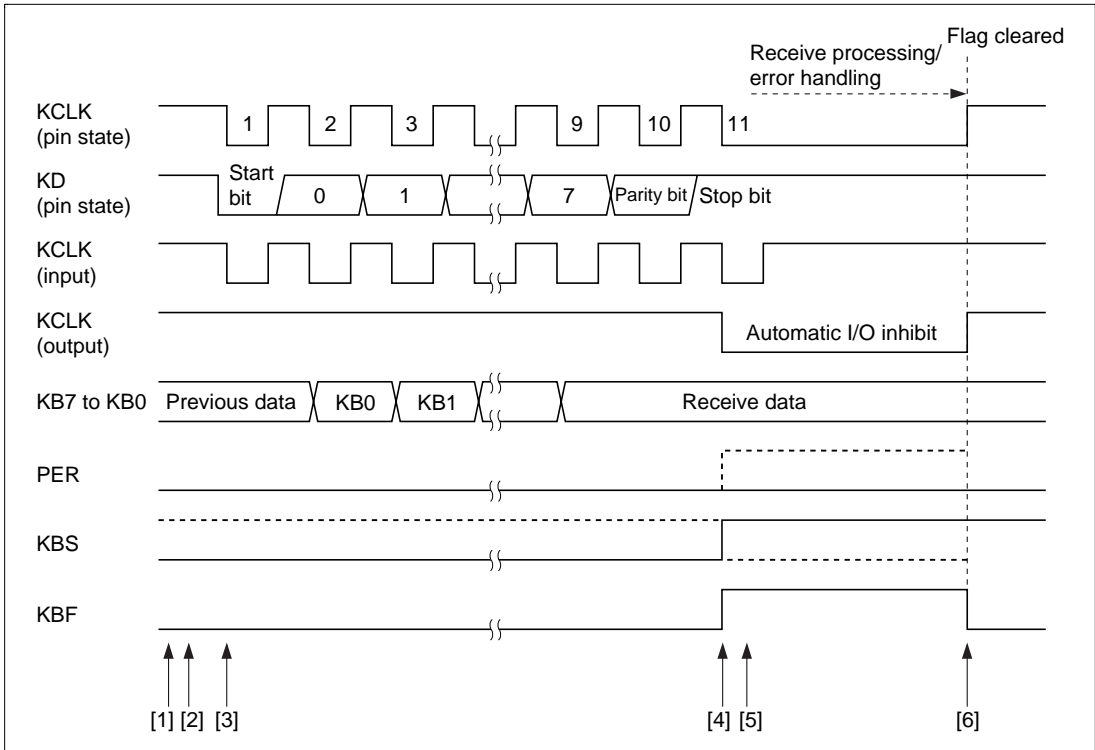 Flag cleared
Receive processing/
error handling
KCLK
(pin state)
1 2 3 9 10 11
KD
(pin state)
Start
bit
0 1 7 Parity bit Stop bit
KCLK
(input)
KCLK
(output)
Automatic I/O inhibit
KB7 to KB0 Previous data KB0 KB1 Receive data
PER
KBS
KBF
[1] [2] [3] [4] [5] [6]